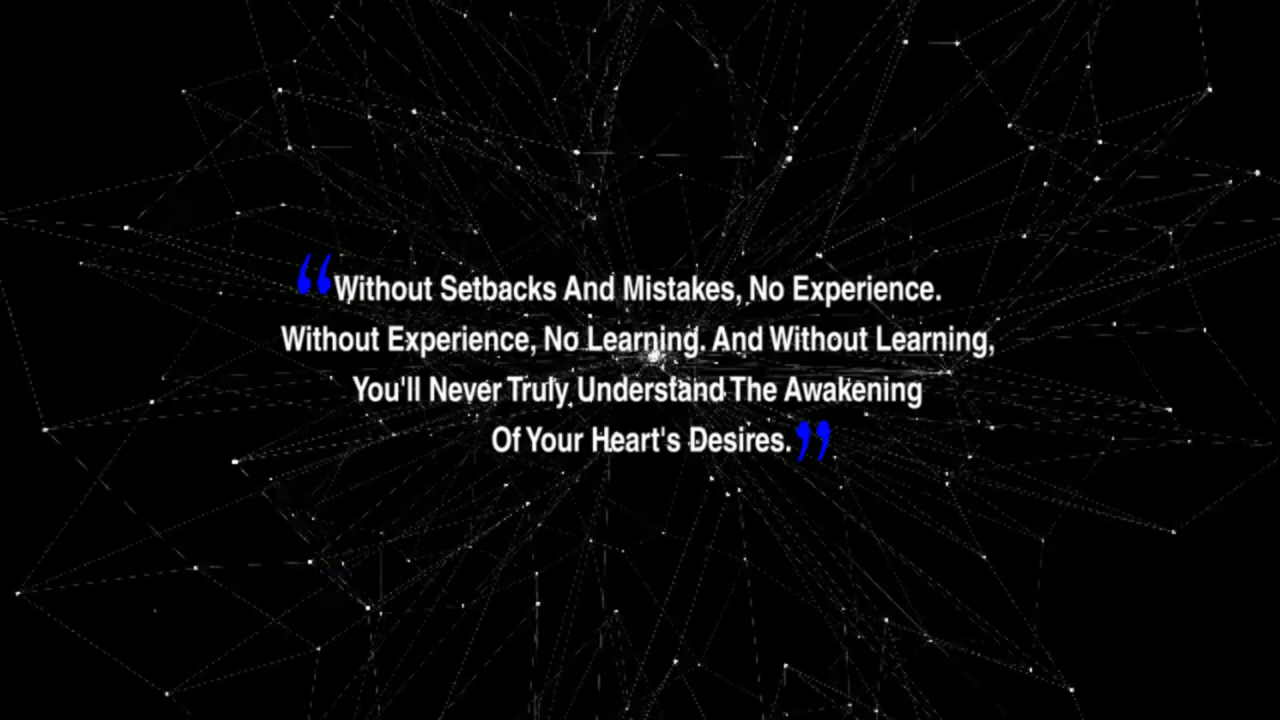 “Without Setbacks And Mistakes, No Experience.
Without Experience, No Learning. And Without Learning,
You'll Never Truly Understand The Awakening
Of Your Heart's Desires.”